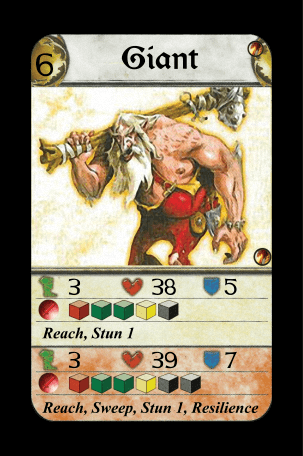 6 Giant
3 38 5
Reach, Stun 1
3 39 7
Reach, Sweep, Stun 1, Resilience